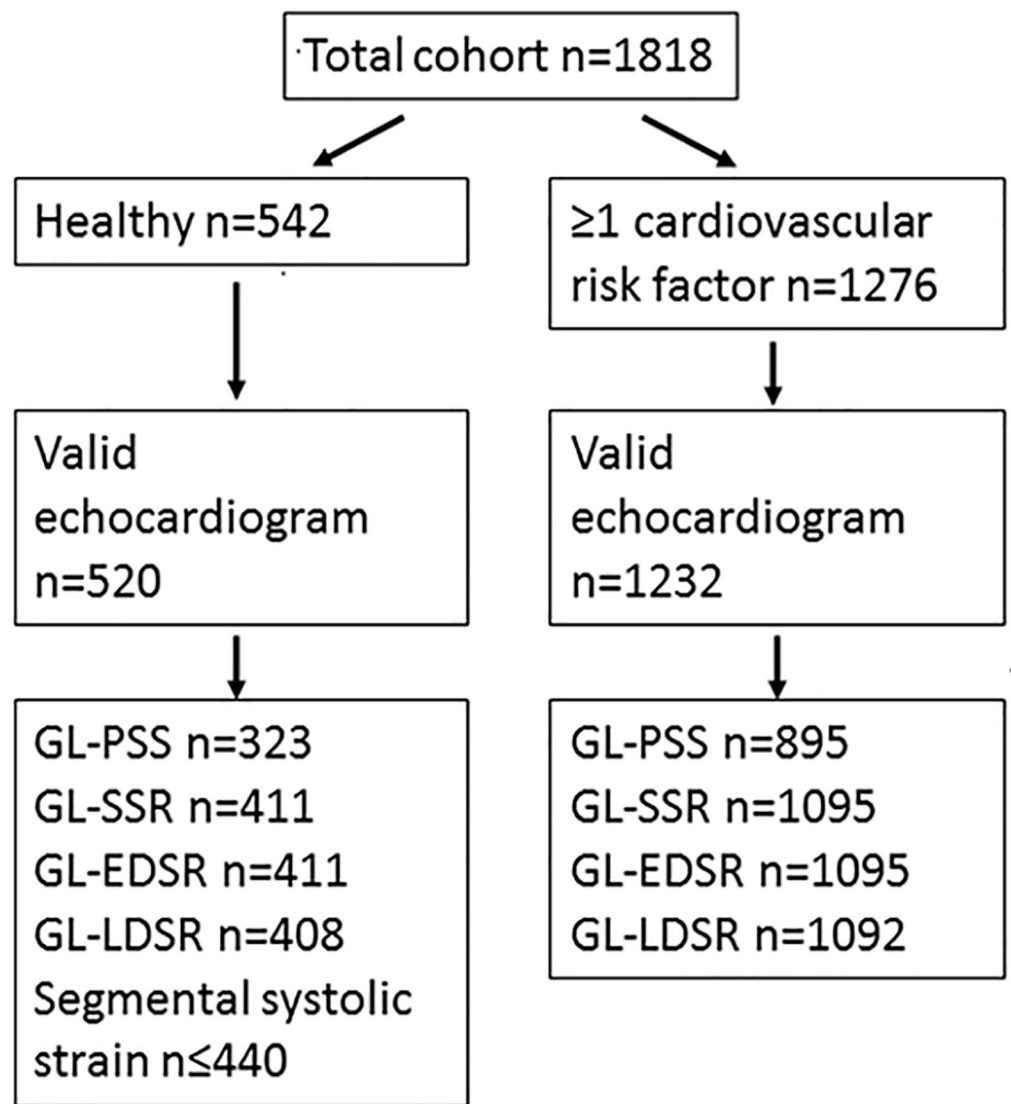 Total cohort n=1818
Healthy n=542
≥1 cardiovascular
risk factor n=1276
Valid
echocardiogram
n=520
Valid
echocardiogram
n=1232
GL-PSS n=323
GL-SSR n=411
GL-EDSR n=411
GL-LDSR n=408
Segmental systolic
strain n≤440
GL-PSS n=895
GL-SSR n=1095
GL-EDSR n=1095
GL-LDSR n=1092